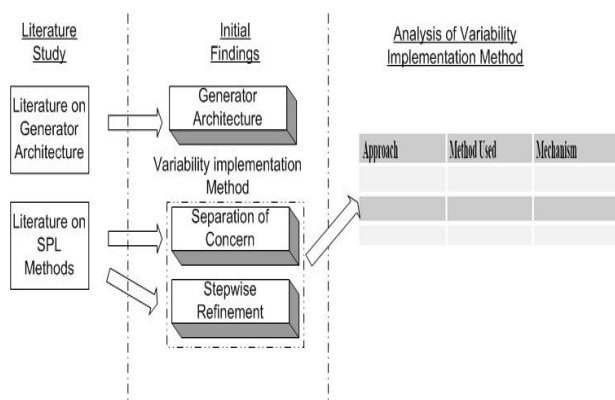 Literature
Study
Initial
Findings
Analysis of Variability
Implementation Method
Literature on
Generator
Architecture
Generator
Architecture
Variability implementation
Method
Literature on
SPL
Methods
Separation of
Concern
Stepwise
Refinement
Approach Method Used Mechanism